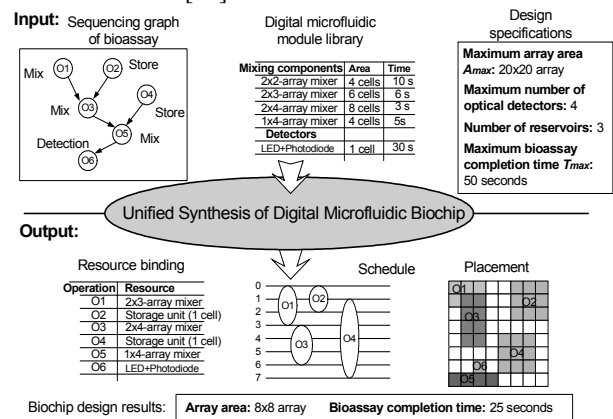 Input: Sequencing graph of bioassay
Mix O1 O2 Store
Mix O3 O4 Store
O5 Mix
Detection O6
Digital microfluidic module library
Mixing components Area Time
2x2-array mixer 4 cells 10 s
2x3-array mixer 6 cells 6 s
2x4-array mixer 8 cells 3 s
1x4-array mixer 4 cells 5s
Detectors
LED+Photodiode 1 cell 30 s
Design specifications
Maximum array area
Amax: 20x20 array
Maximum number of
optical detectors: 4
Number of reservoirs: 3
Maximum bioassay
completion time Tmax:
50 seconds
Unified Synthesis of Digital Microfluidic Biochip
Output:
Resource binding
Operation Resource
O1 2x3-array mixer
O2 Storage unit (1 cell)
O3 2x4-array mixer
O4 Storage unit (1 cell)
O5 1x4-array mixer
O6 LED+Photodiode
Schedule
0
1
2
3
4
5
6
7
O1 O2
O3 O4
Placement
O1
O2
O3
O4
O6
O5
Biochip design results: Array area: 8x8 array Bioassay completion time: 25 seconds